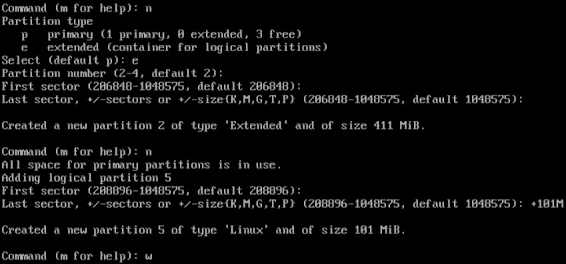 Command (m for help): n
Partition type
   p   primary (1 primary, 0 extended, 3 free)
   e   extended (container for logical partitions)
Select (default p): e
Partition number (2-4, default 2):
First sector (206848-1048575, default 206848):
Last sector, +/-sectors or +/-size{K,M,G,T,P} (206848-1048575, default 1048575):

Created a new partition 2 of type 'Extended' and of size 411 MiB.

Command (m for help): n
All space for primary partitions is in use.
Adding logical partition 5
First sector (208896-1048575, default 208896):
Last sector, +/-sectors or +/-size{K,M,G,T,P} (208896-1048575, default 1048575): +101M

Created a new partition 5 of type 'Linux' and of size 101 MiB.

Command (m for help): w